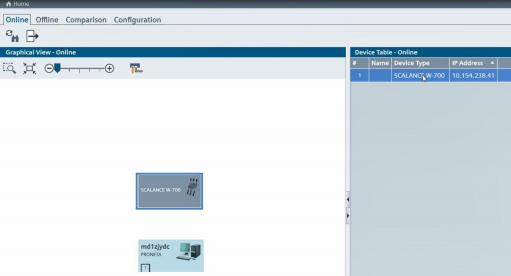 Home
Online Offline Comparison Configuration
Graphical View - Online
Device Table - Online
# Name Device Type IP Address
1 SCALANCE W-700 10.154.238.41
SCALANCE W-700
md1zjydc
PRONETA